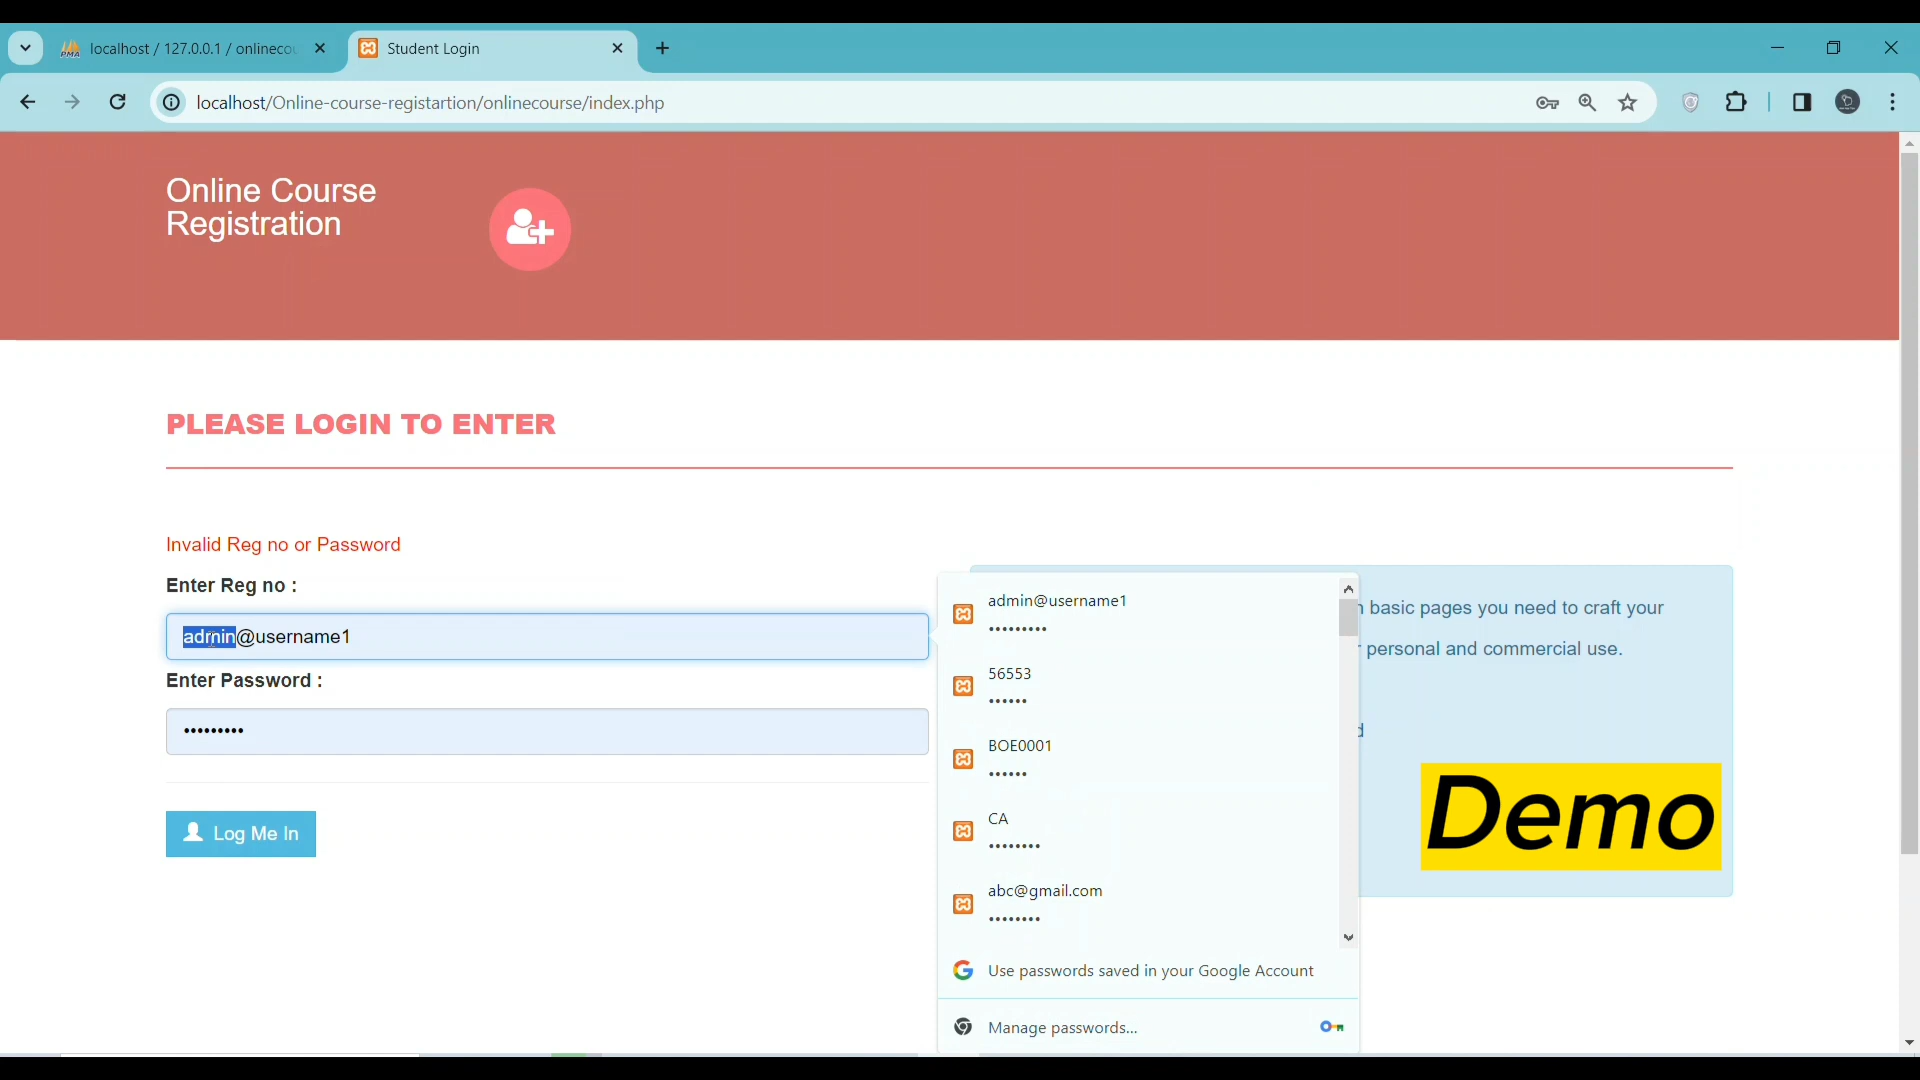 localhost / 127.0.0.1 / onlinecou
Student Login
localhost/Online-course-registartion/onlinecourse/index.php
Online Course
Registration
PLEASE LOGIN TO ENTER
Invalid Reg no or Password
Enter Reg no :
admin@username1
Enter Password :
•••••••••
Log Me In
admin@username1
•••••••••
56553
••••••
BOE0001
••••••
CA
••••••••
abc@gmail.com
••••••••
Use passwords saved in your Google Account
Manage passwords...
basic pages you need to craft your
personal and commercial use.
Demo